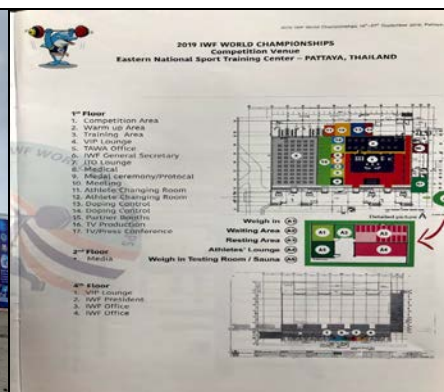 2019 IWF WORLD CHAMPIONSHIPS
Competition Venue
Eastern National Sport Training Center – PATTAYA, THAILAND
1st Floor
1. Competition Area
2. Warm up Area
3. Training Area
4. VIP Lounge
5. TAWA Office
6. IWF General Secretary
7. ITO Lounge
8. Medical
9. Medal ceremony/Protocal
10. Meeting
11. Athlete Changing Room
12. Athlete Changing Room
13. Doping Control
14. Doping Control
15. Partner Booths
16. TV Production
17. TV/Press Conference
2nd Floor
• Media
4th Floor
1. VIP Lounge
2. IWF President
3. IWF Office
4. IWF Office
Detailed picture A
Weigh in
Waiting Area
Resting Area
Athletes' Lounge
Weigh in Testing Room / Sauna